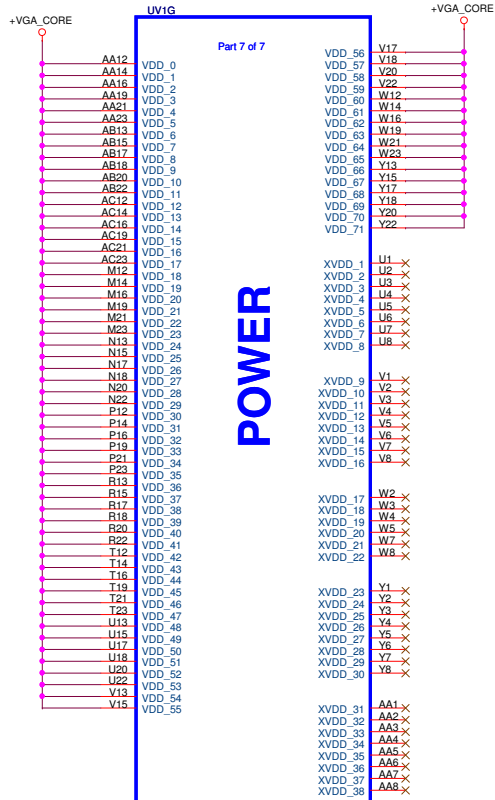 UV1G
+VGA_CORE
+VGA_CORE
Part 7 of 7
POWER
AA12 VDD_0
AA14 VDD_1
AA16 VDD_2
AA19 VDD_3
AA21 VDD_4
AA23 VDD_5
AB13 VDD_6
AB15 VDD_7
AB17 VDD_8
AB18 VDD_9
AB20 VDD_10
AB22 VDD_11
AC12 VDD_12
AC14 VDD_13
AC16 VDD_14
AC19 VDD_15
AC21 VDD_16
AC23 VDD_17
M12 VDD_18
M14 VDD_19
M16 VDD_20
M19 VDD_21
M21 VDD_22
M23 VDD_23
N13 VDD_24
N15 VDD_25
N17 VDD_26
N18 VDD_27
N20 VDD_28
N22 VDD_29
P12 VDD_30
P14 VDD_31
P16 VDD_32
P19 VDD_33
P21 VDD_34
P23 VDD_35
R13 VDD_36
R15 VDD_37
R17 VDD_38
R18 VDD_39
R20 VDD_40
R22 VDD_41
T12 VDD_42
T14 VDD_43
T16 VDD_44
T19 VDD_45
T21 VDD_46
T23 VDD_47
U13 VDD_48
U15 VDD_49
U17 VDD_50
U18 VDD_51
U20 VDD_52
U22 VDD_53
V13 VDD_54
V15 VDD_55
VDD_56 V17
VDD_57 V18
VDD_58 V20
VDD_59 V22
VDD_60 W12
VDD_61 W14
VDD_62 W16
VDD_63 W19
VDD_64 W21
VDD_65 W23
VDD_66 Y13
VDD_67 Y15
VDD_68 Y17
VDD_69 Y18
VDD_70 Y20
VDD_71 Y22
XVDD_1 U1
XVDD_2 U2
XVDD_3 U3
XVDD_4 U4
XVDD_5 U5
XVDD_6 U6
XVDD_7 U7
XVDD_8 U8
XVDD_9 V1
XVDD_10 V2
XVDD_11 V3
XVDD_12 V4
XVDD_13 V5
XVDD_14 V6
XVDD_15 V7
XVDD_16 V8
XVDD_17 W2
XVDD_18 W3
XVDD_19 W4
XVDD_20 W5
XVDD_21 W7
XVDD_22 W8
XVDD_23 Y1
XVDD_24 Y2
XVDD_25 Y3
XVDD_26 Y4
XVDD_27 Y5
XVDD_28 Y6
XVDD_29 Y7
XVDD_30 Y8
XVDD_31 AA1
XVDD_32 AA2
XVDD_33 AA3
XVDD_34 AA4
XVDD_35 AA5
XVDD_36 AA6
XVDD_37 AA7
XVDD_38 AA8